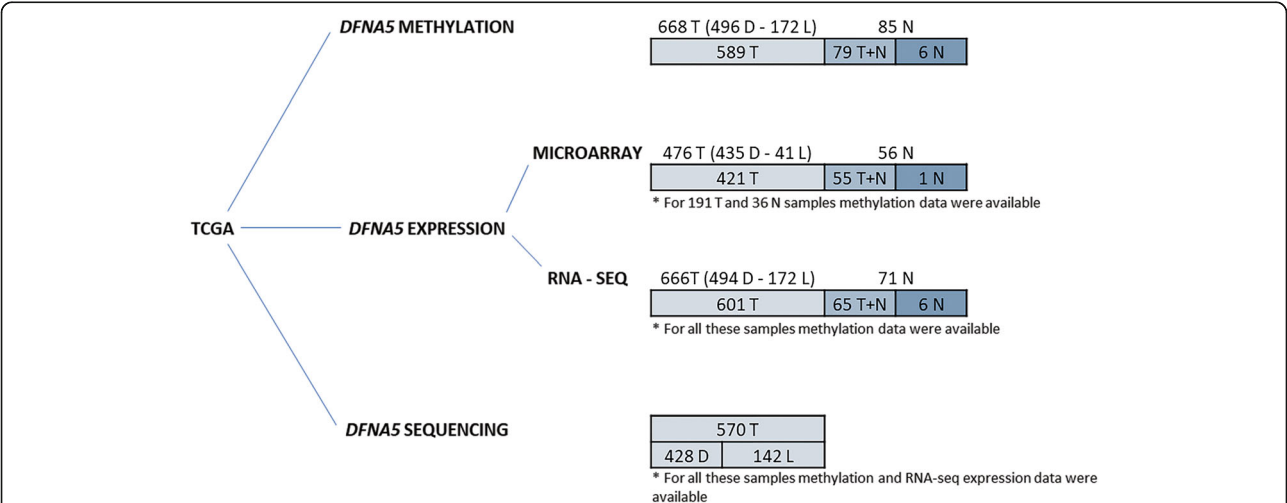 DFNA5 METHYLATION
668 T (496 D - 172 L) 85 N
589 T 79 T+N 6 N
MICROARRAY 476 T (435 D - 41 L) 56 N
421 T 55 T+N 1 N
* For 191 T and 36 N samples methylation data were available
TCGA DFNA5 EXPRESSION
RNA - SEQ 666T (494 D - 172 L) 71 N
601 T 65 T+N 6 N
* For all these samples methylation data were available
DFNA5 SEQUENCING
570 T
428 D 142 L
* For all these samples methylation and RNA-seq expression data were
available